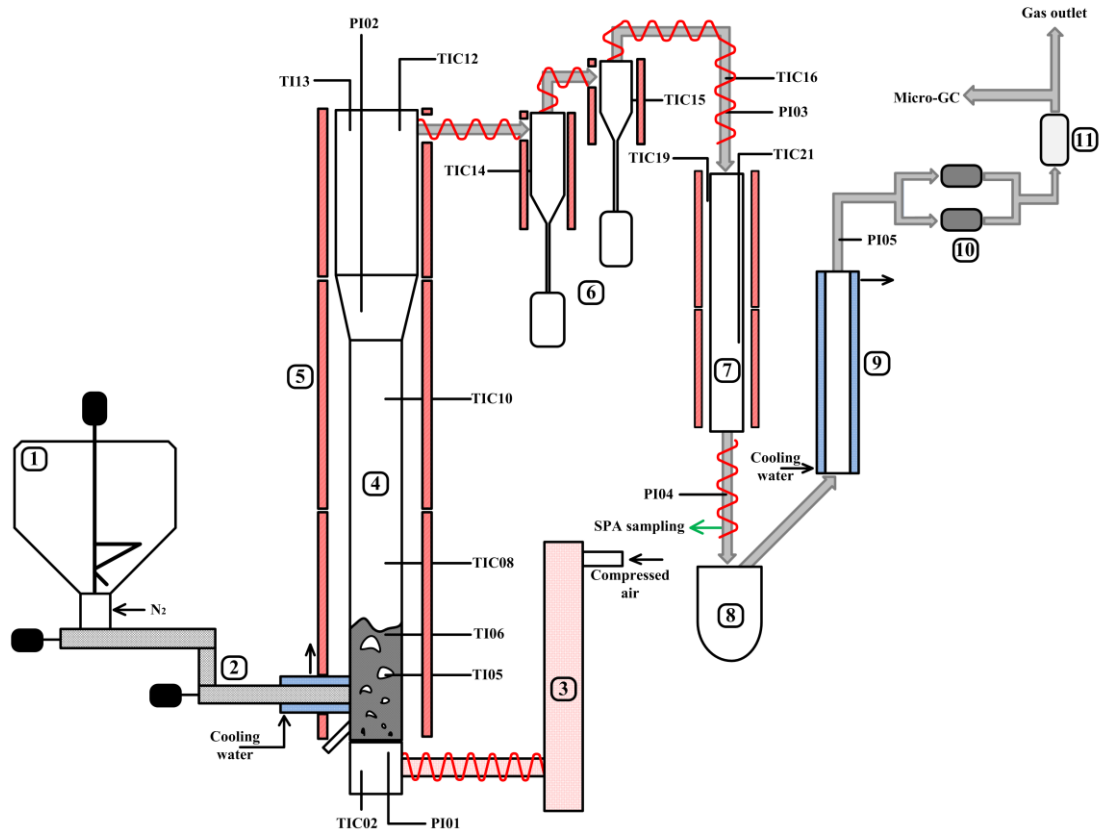 Gas outlet
PI02
TIC12
TI13
TIC16
Micro-GC
TIC15
PI03
11
TIC19
TIC21
TIC14
PI05
10
6
7
9
5
TIC10
1
Cooling
water
4
PI04
SPA sampling
TIC08
Compressed
air
N2
8
TI06
2
TI05
3
Cooling
water
TIC02
PI01